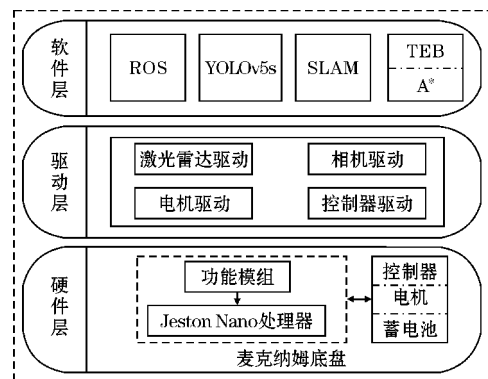 软件层
ROS
YOLOv5s
SLAM
TEB
A*
驱动层
激光雷达驱动
相机驱动
电机驱动
控制器驱动
硬件层
功能模组
Jeston Nano处理器
控制器
电机
蓄电池
麦克纳姆底盘